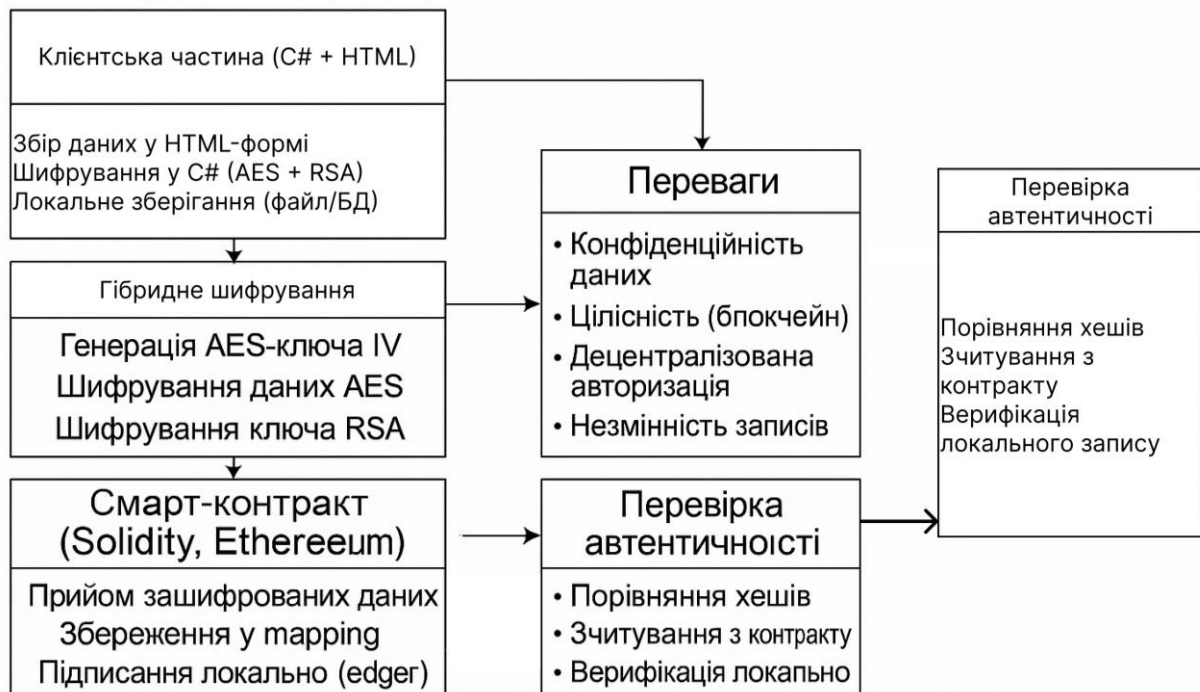 Клієнтська частина (C# + HTML)
Збір даних у HTML-формі
Шифрування у C# (AES + RSA)
Локальне зберігання (файл/БД)
Гібридне шифрування
Генерація AES-ключа IV
Шифрування даних AES
Шифрування ключа RSA
Смарт-контракт
(Solidity, Ethereeum)
Прийом зашифрованих даних
Збереження у mapping
Підписання локально (edger)
Переваги
• Конфіденційність
даних
• Цілісність (бпокчейн)
• Децентралізована
авторизація
• Незмінність записів
Перевірка
автентичноісті
• Порівняння хешів
• Зчитування з контракту
• Верифікація локапьно
Перевірка
автентичності
Порівняння хешів
Зчитування з
контракту
Верифікація
локального запису